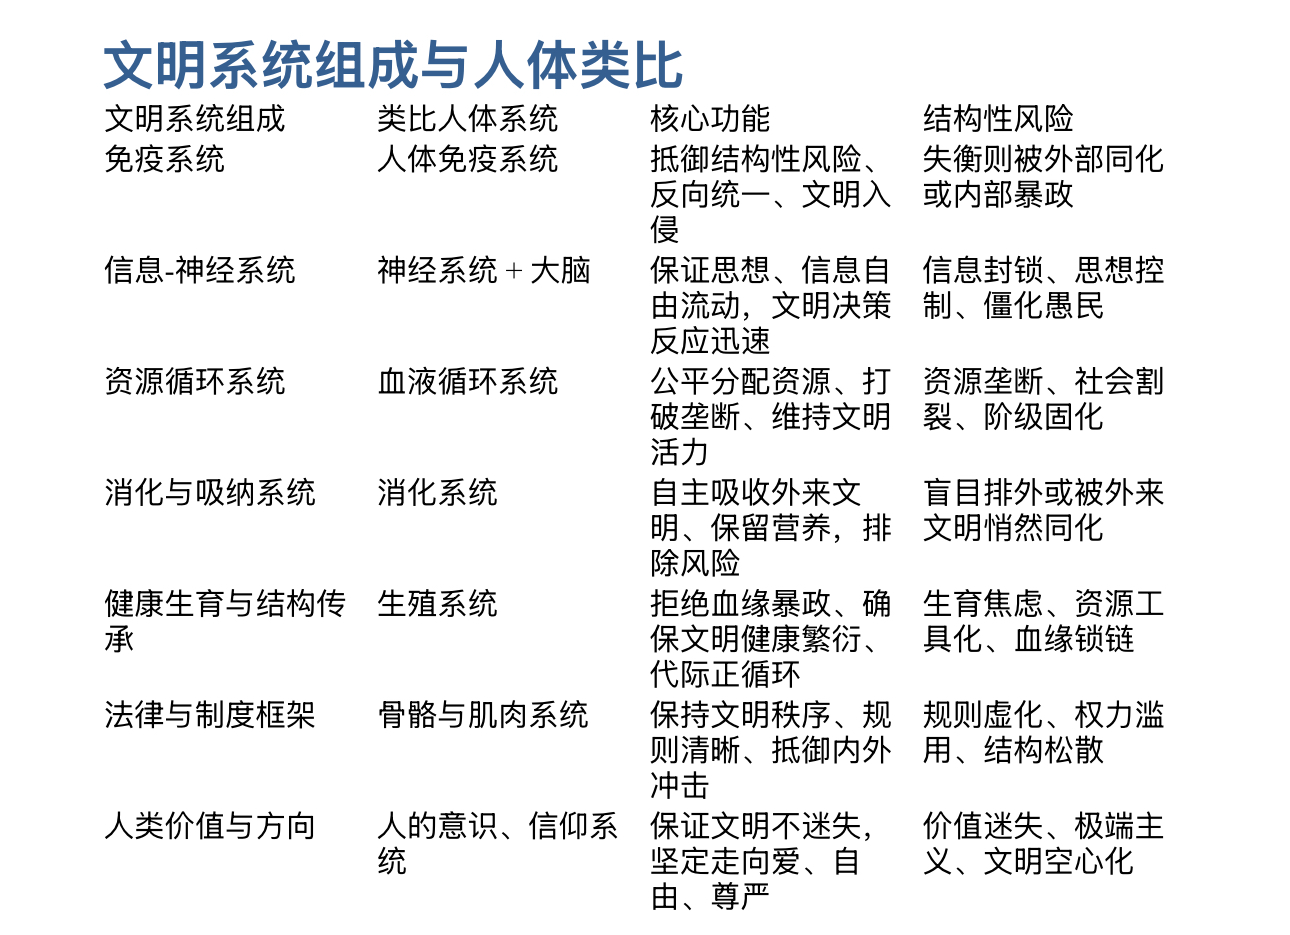 文明系统组成与人体类比
文明系统组成 类比人体系统 核心功能 结构性风险
免疫系统 人体免疫系统 抵御结构性风险、 失衡则被外部同化
反向统一、文明入 或内部暴政
侵
信息-神经系统 神经系统 + 大脑 保证思想、信息自 信息封锁、思想控
由流动，文明决策 制、僵化愚民
反应迅速
资源循环系统 血液循环系统 公平分配资源、打 资源垄断、社会割
破垄断、维持文明 裂、阶级固化
活力
消化与吸纳系统 消化系统 自主吸收外来文 盲目排外或被外来
明、保留营养，排 文明悄然同化
除风险
健康生育与结构传 生殖系统 拒绝血缘暴政、确 生育焦虑、资源工
承 保文明健康繁衍、 具化、血缘锁链
代际正循环
法律与制度框架 骨骼与肌肉系统 保持文明秩序、规 规则虚化、权力滥
则清晰、抵御内外 用、结构松散
冲击
人类价值与方向 人的意识、信仰系 保证文明不迷失， 价值迷失、极端主
统 坚定走向爱、自 义、文明空心化
由、尊严